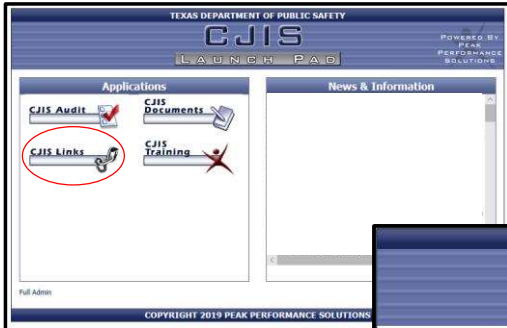 TEXAS DEPARTMENT OF PUBLIC SAFETY
CJIS
LAUNCH PAD
POWERED BY
PEAK
PERFORMANCE
SOLUTIONS
Applications
News & Information
CJIS Audit
CJIS
Documents
CJIS Links
CJIS
Training
Full Admin
COPYRIGHT 2019 PEAK PERFORMANCE SOLUTIONS